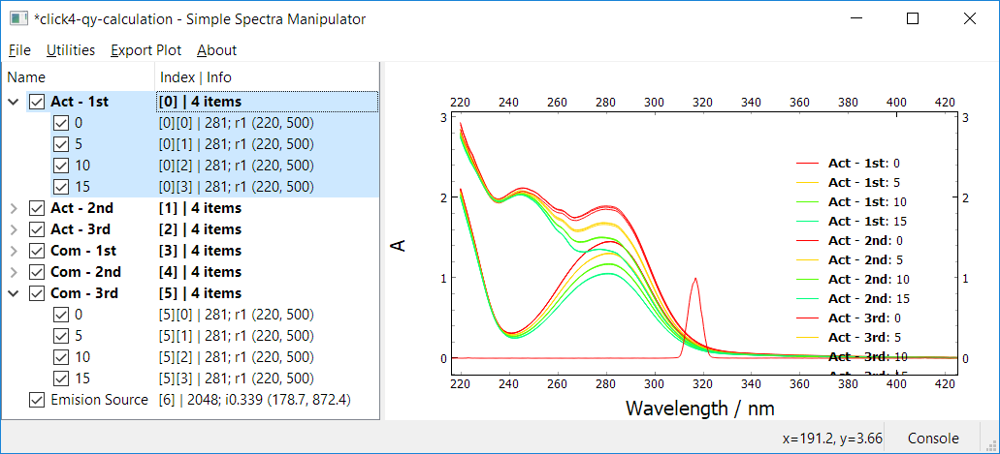 *click4-qy-calculation - Simple Spectra Manipulator
File Utilities Export Plot About
Name Index | Info
Act - 1st [0] | 4 items
0 [0][0] | 281; r1 (220, 500)
5 [0][1] | 281; r1 (220, 500)
10 [0][2] | 281; r1 (220, 500)
15 [0][3] | 281; r1 (220, 500)
Act - 2nd [1] | 4 items
Act - 3rd [2] | 4 items
Com - 1st [3] | 4 items
Com - 2nd [4] | 4 items
Com - 3rd [5] | 4 items
0 [5][0] | 281; r1 (220, 500)
5 [5][1] | 281; r1 (220, 500)
10 [5][2] | 281; r1 (220, 500)
15 [5][3] | 281; r1 (220, 500)
Emision Source [6] | 2048; i0.339 (178.7, 872.4)
220 240 260 280 300 320 340 360 380 400 420
3 3
2 2
1 1
0 0
A
Act - 1st: 0
Act - 1st: 5
Act - 1st: 10
Act - 1st: 15
Act - 2nd: 0
Act - 2nd: 5
Act - 2nd: 10
Act - 2nd: 15
Act - 3rd: 0
Act - 3rd: 5
Act - 3rd: 10
Act - 3rd: 15
220 240 260 280 300 320 340 360 380 400 420
Wavelength / nm
x=191.2, y=3.66 Console